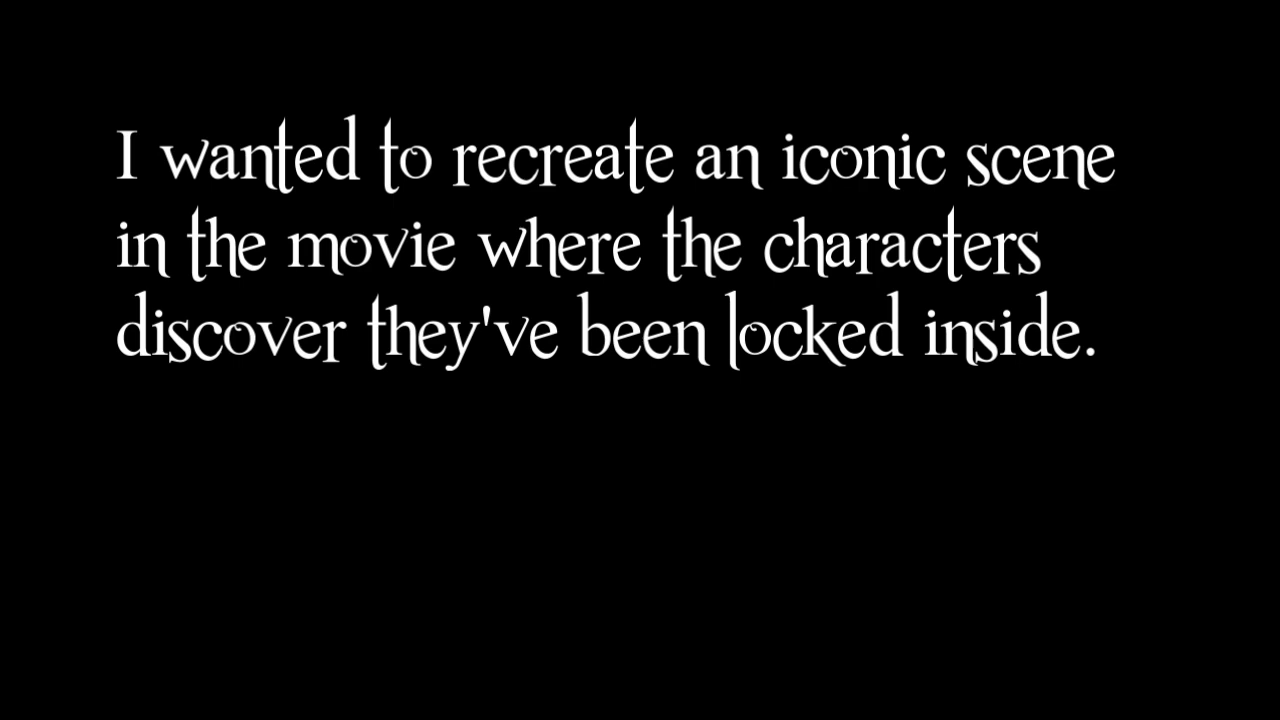 I wanted to recreate an iconic scene
in the movie where the characters
discover they've been locked inside.